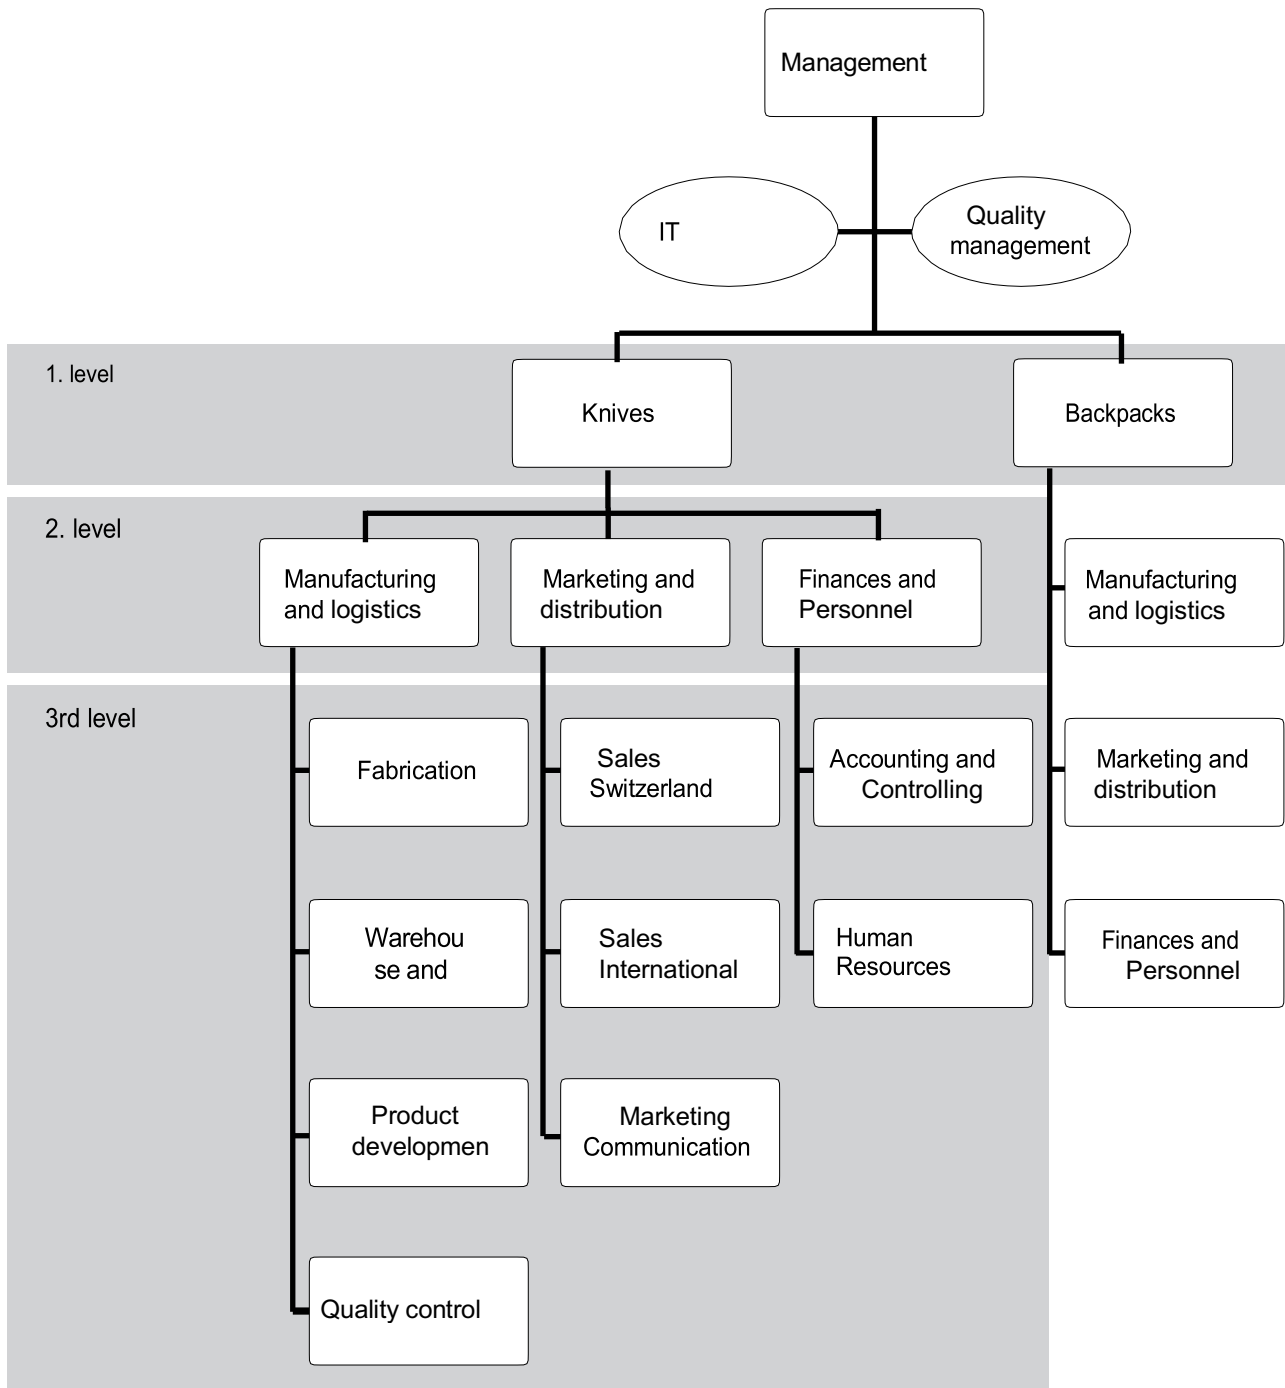 Management
IT
Quality
management
1. level
Knives
Backpacks
2. level
Manufacturing
and logistics
Marketing and
distribution
Finances and
Personnel
Manufacturing
and logistics
3rd level
Fabrication
Sales
Switzerland
Accounting and
Controlling
Marketing and
distribution
Warehou
se and
Sales
International
Human
Resources
Finances and
Personnel
Product
developmen
Marketing
Communication
Quality control